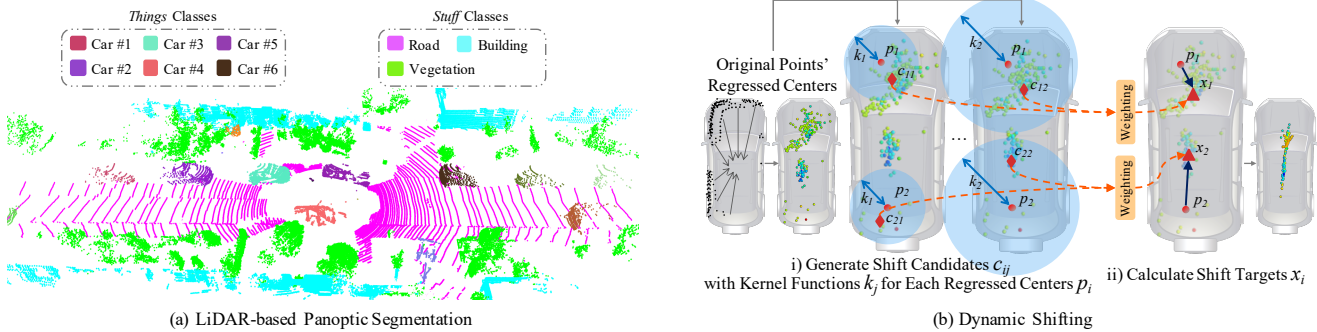 Things Classes
Stuff Classes
Car #1
Car #3
Car #5
Car #2
Car #4
Car #6
Road
Building
Vegetation
(a) LiDAR-based Panoptic Segmentation
Original Points'
Regressed Centers
k1
p1
c11
k2
p1
c12
...
c22
k1
p2
c21
k2
p2
Weighting
Weighting
p1
x1
x2
p2
i) Generate Shift Candidates cij
with Kernel Functions kj for Each Regressed Centers pi
ii) Calculate Shift Targets xi
(b) Dynamic Shifting